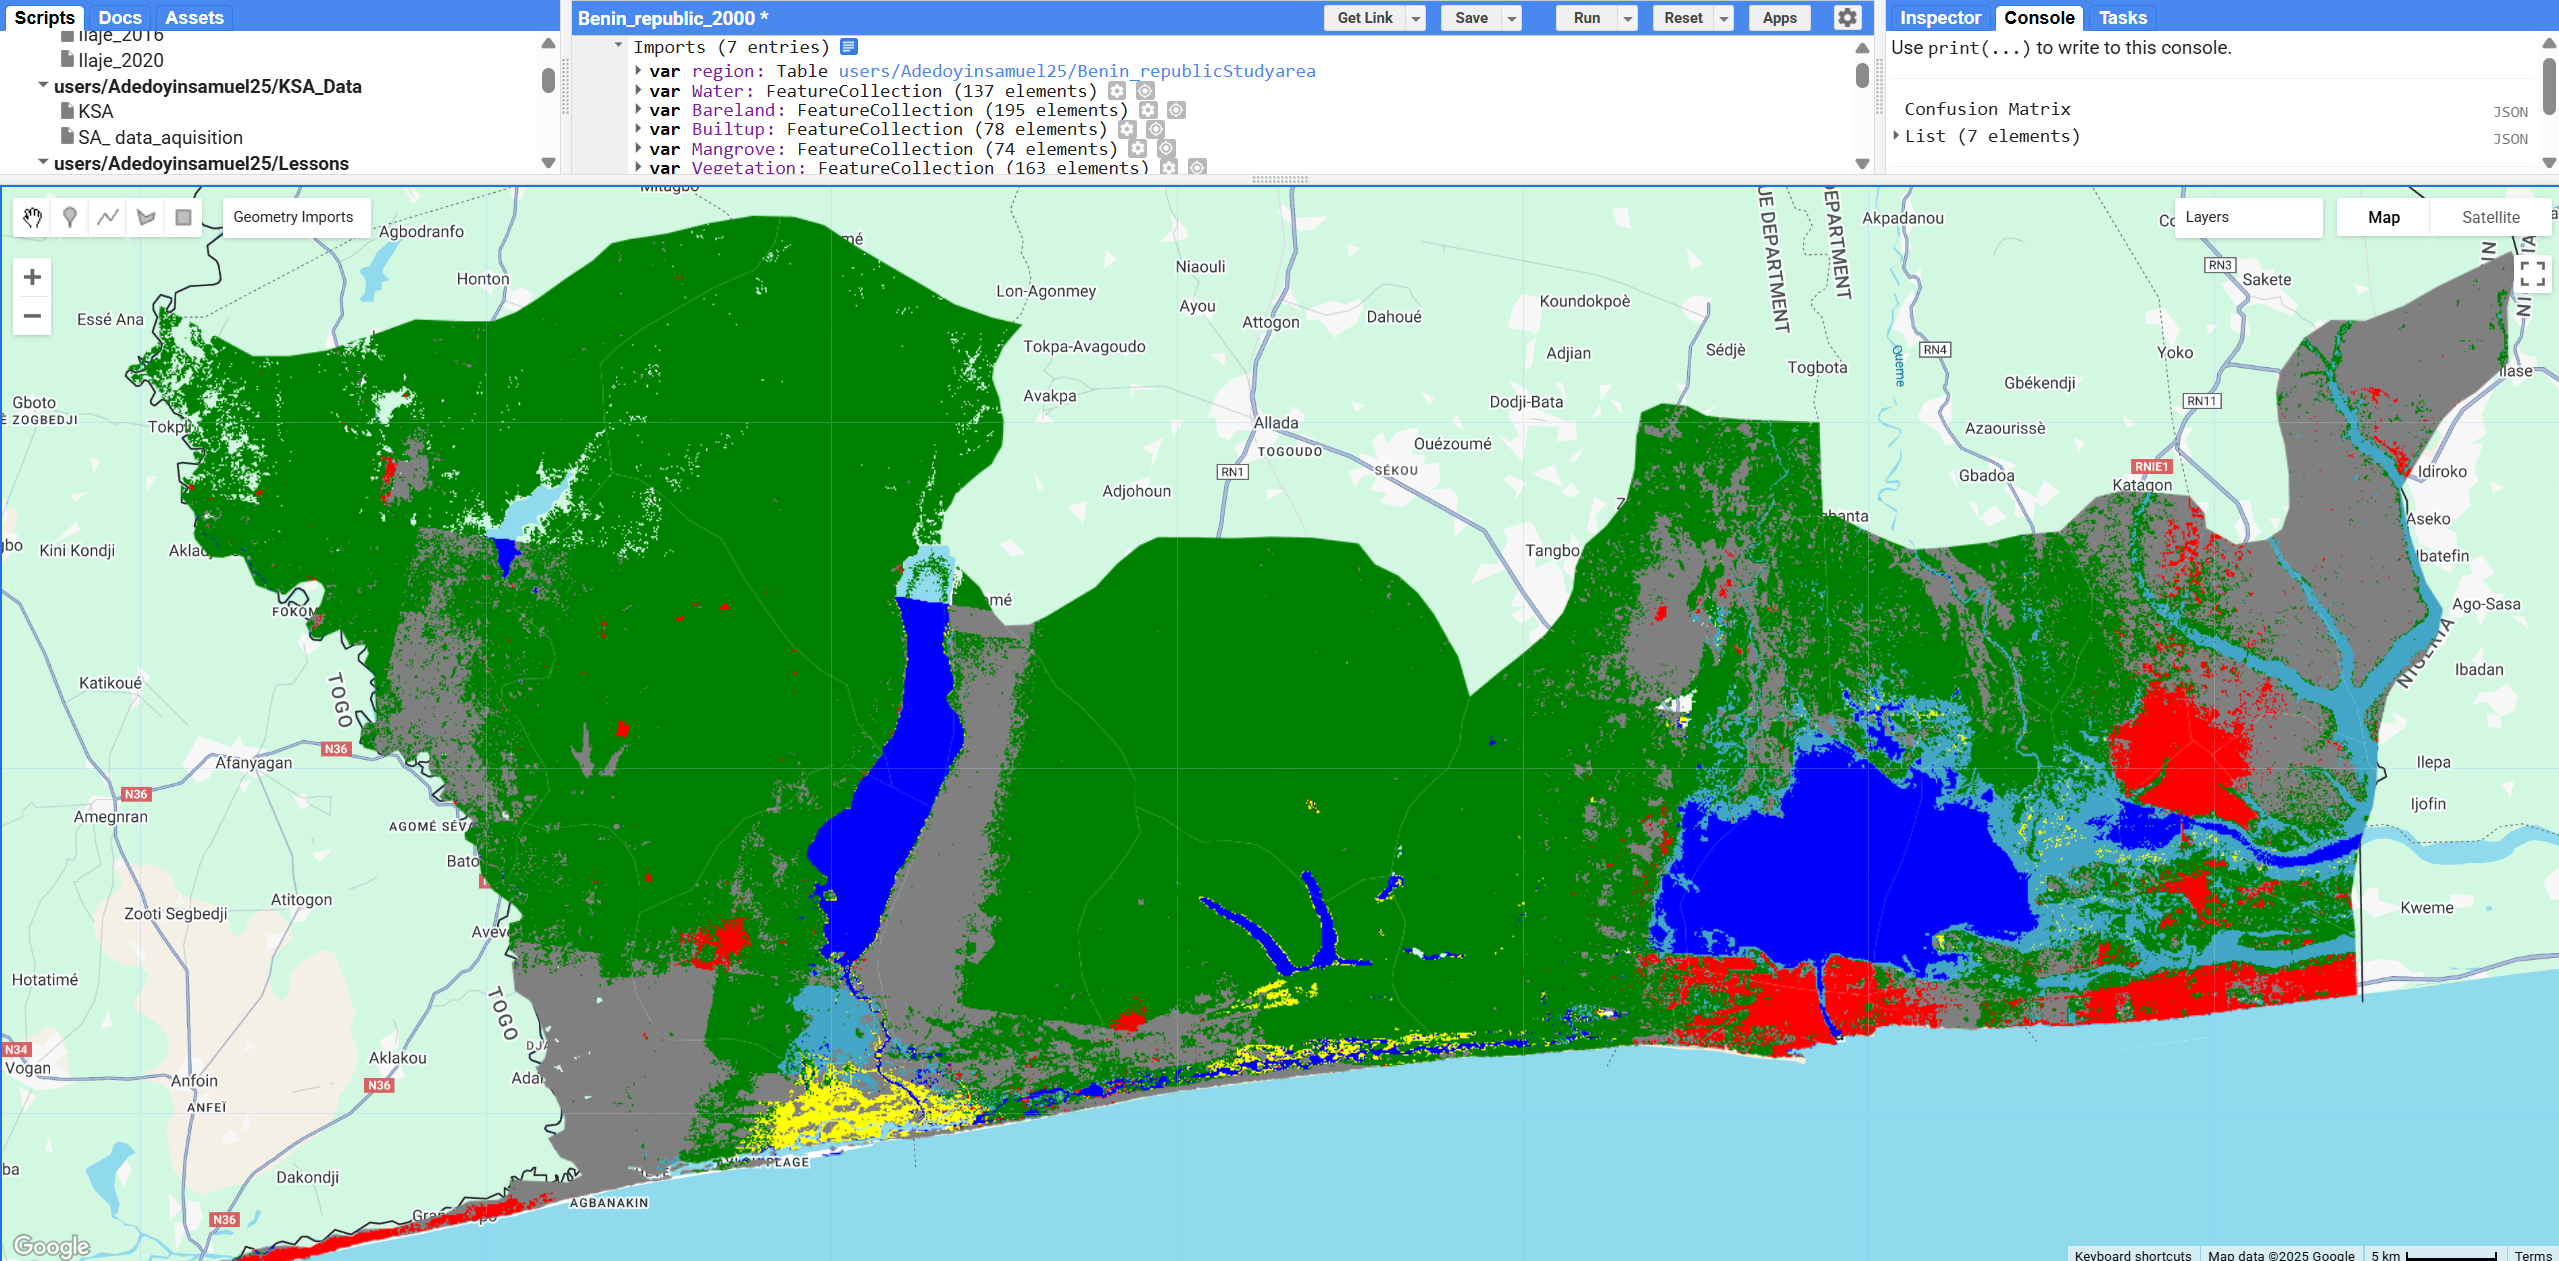 Scripts
Docs
Assets
Ilaje_2016
Ilaje_2020
users/Adedoyinsamuel25/KSA_Data
KSA
SA_ data_aquisition
users/Adedoyinsamuel25/Lessons
Benin_republic_2000 *
Get Link
Save
Run
Reset
Apps
Imports (7 entries)
var region: Table users/Adedoyinsamuel25/Benin_republicStudyarea
var Water: FeatureCollection (137 elements)
var Bareland: FeatureCollection (195 elements)
var Builtup: FeatureCollection (78 elements)
var Mangrove: FeatureCollection (74 elements)
var Vegetation: FeatureCollection (163 elements)
Inspector
Console
Tasks
Use print(...) to write to this console.
Confusion Matrix
JSON
List (7 elements)
JSON
Geometry Imports
Layers
Map
Satellite
Mitagbo
Agbodranfo
Honton
Essé Ana
Gboto
È ZOGBEDJI
Tokpli
Kini Kondji
FOKOM
Katikoué
TOGO
N36
Afanyagan
N36
Amegnran
AGOMÉ SÉVA
Bato
Atitogon
Zooti Segbedji
Hotatimé
TOGO
N34
Vogan
Aklakou
N36
Anfoin
ANFEÏ
Dakondji
N36
AGBANAKIN
PLAGE
Niaouli
Lon-Agonmey
Ayou
Attogon
Dahoué
Tokpa-Avagoudo
Avakpa
Allada
TOGOUDO
RN1
Adjohoun
Koundokpoè
Adjian
Sédjè
Togbota
Dodji-Bata
Ouézoumé
SÉKOU
Tangbo
UE DEPARTMENT
DEPARTMENT
Akpadanou
Oueme
RN4
RN3
Sakete
Yoko
Gbékendji
RN11
Azaourissè
Gbadoa
RNIE1
Katagon
Ilase
Idiroko
Aseko
Ibatefin
Ago-Sasa
NIGERIA
Ibadan
Ilepa
Ijofin
Kweme
Google
Keyboard shortcuts
Map data ©2025 Google
5 km
Terms